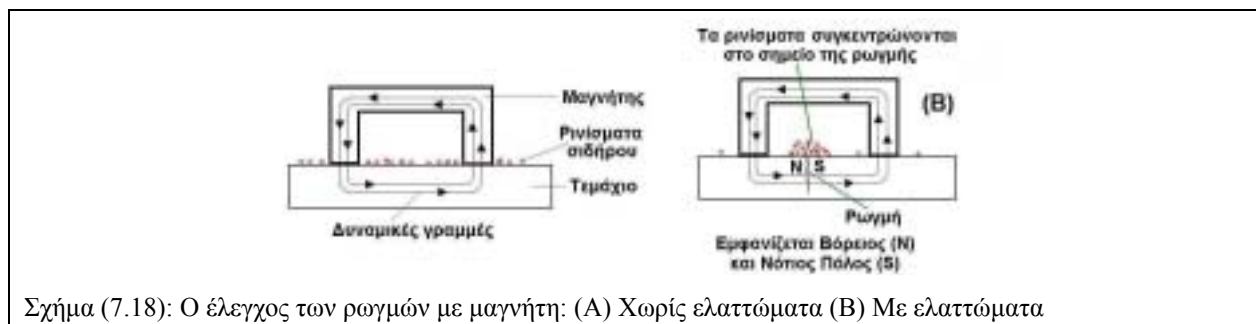 Τα ρινίσματα συγκεντρώνονται
στο σημείο της ρωγμής
Μαγνήτης
Ρινίσματα
σιδήρου
Τεμάχιο
Δυναμικές γραμμές
(Β)
N S
Ρωγμή
Εμφανίζεται Βόρειος (Ν)
και Νότιος Πόλος (S)
Σχήμα (7.18): Ο έλεγχος των ρωγμών με μαγνήτη: (Α) Χωρίς ελαττώματα (Β) Με ελαττώματα